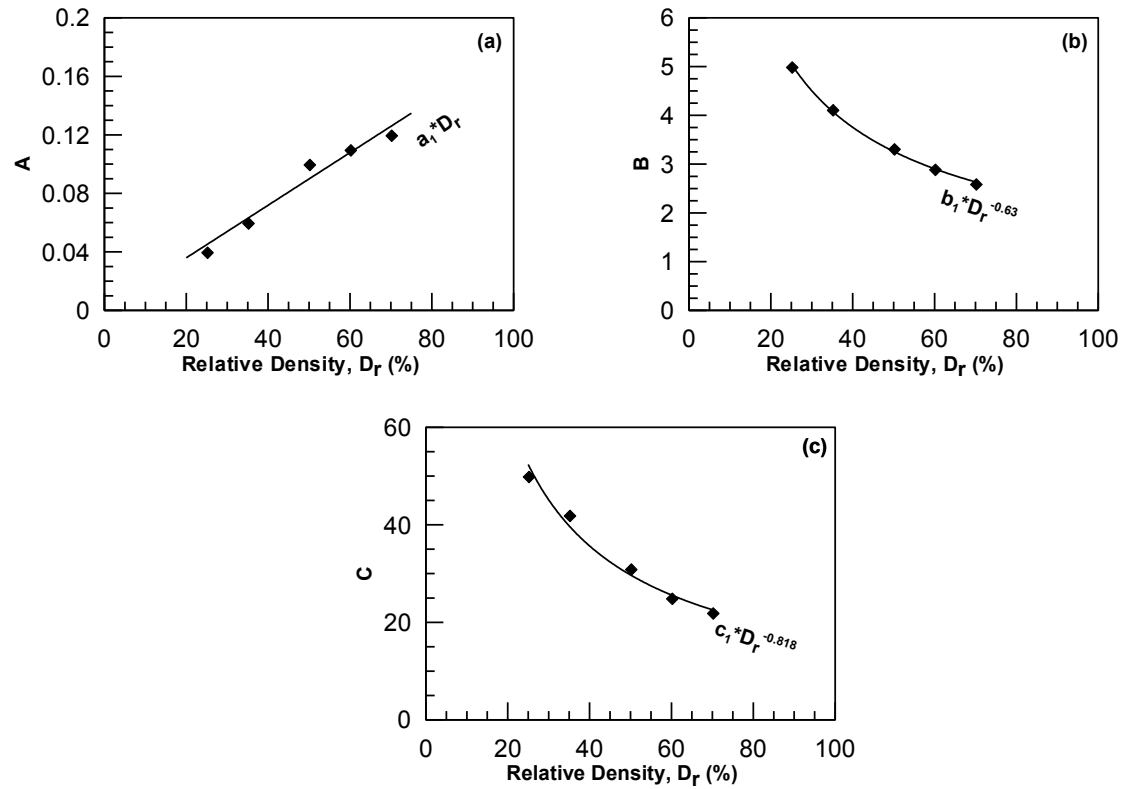 (a)
0.2
0.16
0.12
0.08
0.04
0
A
a₁*Dᵣ
0 20 40 60 80 100
Relative Density, Dᵣ (%)
(b)
6
5
4
3
2
1
0
B
b₁*Dᵣ⁻⁰·⁶³
0 20 40 60 80 100
Relative Density, Dᵣ (%)
(c)
60
40
20
0
C
c₁*Dᵣ⁻⁰·⁸¹⁸
0 20 40 60 80 100
Relative Density, Dᵣ (%)